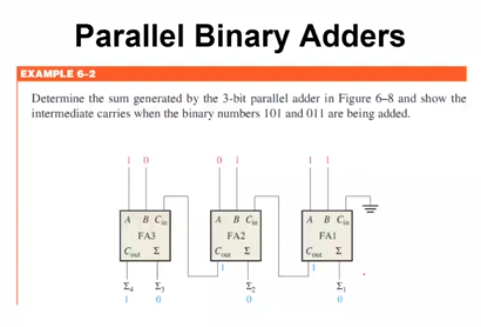 Parallel Binary Adders
EXAMPLE 6–2
Determine the sum generated by the 3-bit parallel adder in Figure 6–8 and show the
intermediate carries when the binary numbers 101 and 011 are being added.
1 0 0 1 1 1
A B Cin A B Cin A B Cin
FA3 FA2 FA1
Cout Σ Cout Σ Cout Σ
1 1
Σ4 Σ3 Σ2 Σ1
1 0 0 0